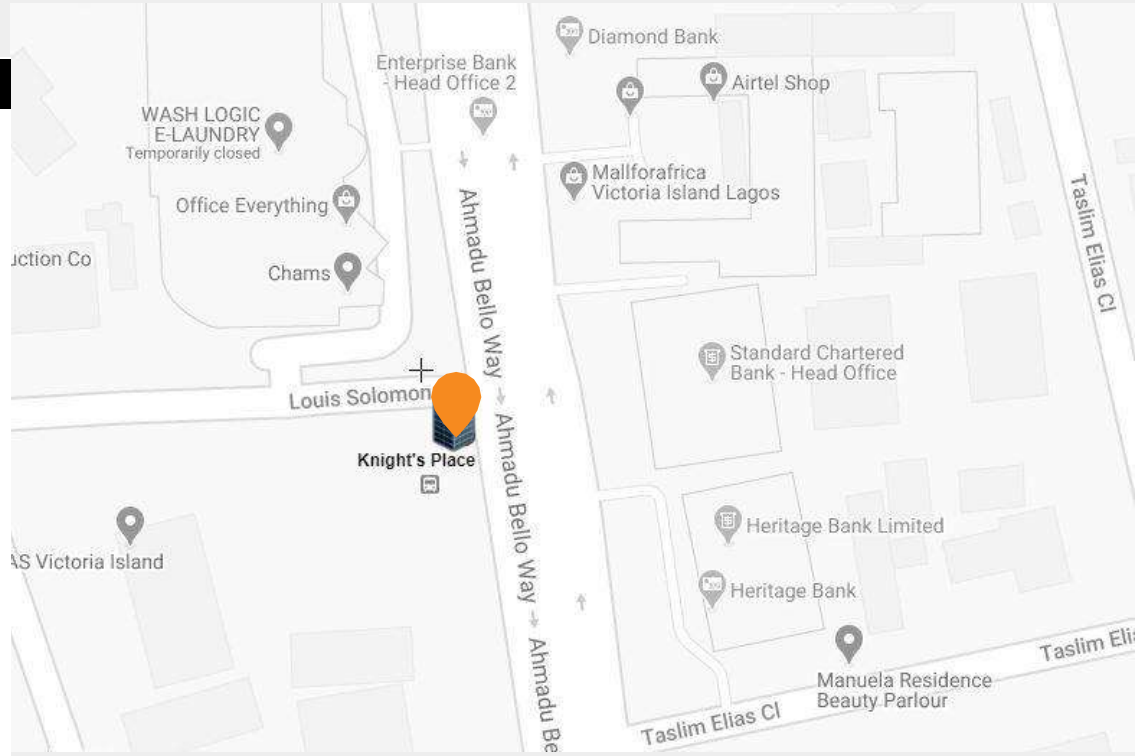 Diamond Bank
Enterprise Bank
- Head Office 2
Airtel Shop
WASH LOGIC
E-LAUNDRY
Temporarily closed
Mallforafrica
Victoria Island Lagos
Office Everything
Taslim Elias Cl
uction Co
Chams
Ahmadu Bello Way
Standard Chartered
Bank - Head Office
Louis Solomon
Knight's Place
Ahmadu Bello Way
Heritage Bank Limited
AS Victoria Island
Heritage Bank
Taslim Elia
Manuela Residence
Beauty Parlour
Ahmadu Be
Taslim Elias Cl